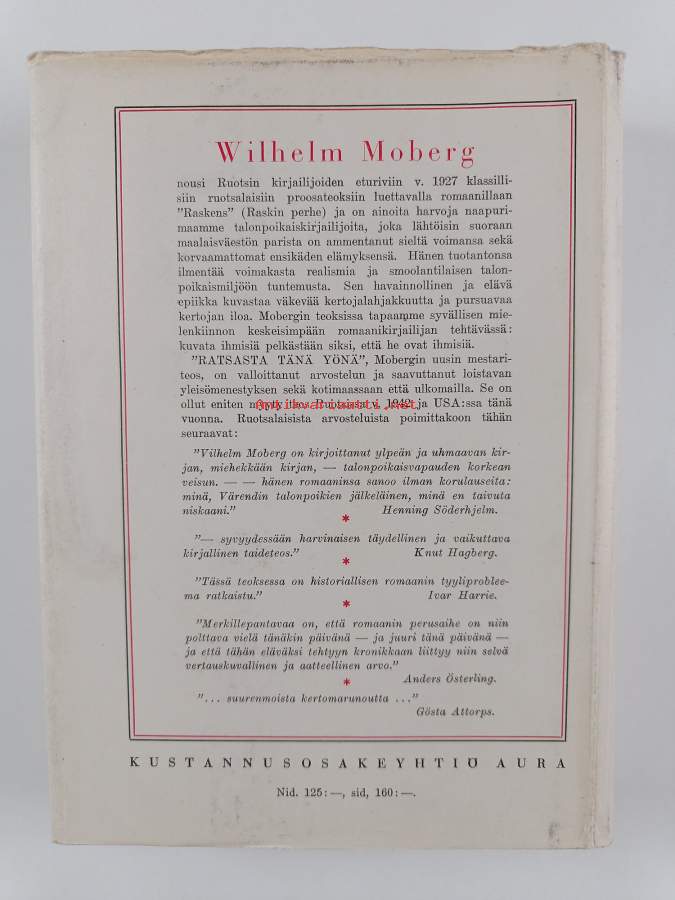 Wilhelm Moberg
nousi Ruotsin kirjailijoiden eturiviin v. 1927 klassilli-
siin ruotsalaisiin proosateoksiin luettavalla romaanillaan
"Raskens" (Raskin perhe) ja on ainoita harvoja naapuri-
maamme talonpoikaiskirjailijoita, joka lähtöisin suoraan
maalaisväestön parista on ammentanut sieltä voimansa sekä
korvaamattomat ensikäden elämyksensä. Hänen tuotantonsa
ilmentää voimakasta realismia ja smoolantilaisen talon-
poikaismiljöön tuntemusta. Sen havainnollinen ja elävä
epiikka kuvastaa väkevää kertojalahjakkuutta ja pursuavaa
kertojan iloa. Mobergin teoksissa tapaamme syvällisen mie-
lenkiinnon keskeisimpään romaanikirjailijan tehtävässä:
kuvata ihmisiä pelkästään siksi, että he ovat ihmisiä.
"RATSASTA TÄNÄ YÖNÄ", Mobergin uusin mestari-
teos, on valloittanut arvostelun ja saavuttanut loistavan
yleisömenestyksen sekä kotimaassaan että ulkomailla. Se on
ollut eniten myyty teos Ruotsissa v. 1942 ja USA:ssa tänä
vuonna. Ruotsalaisista arvosteluista poimittakoon tähän
seuraavat:
"Vilhelm Moberg on kirjoittanut ylpeän ja uhmaavan kir-
jan, miehekkään kirjan, — talonpoikaisvapauden korkean
veisun. — — hänen romaaninsa sanoo ilman korulauseita:
minä, Värendin talonpoikien jälkeläinen, minä en taivuta
niskaani." Henning Söderhjelm.
*
"— syvyydessään harvinaisen täydellinen ja vaikuttava
kirjallinen taideteos." Knut Hagberg.
*
"Tässä teoksessa on historiallisen romaanin tyyliproblee-
ma ratkaistu." Ivar Harrie.
*
"Merkillepantavaa on, että romaanin perusaihe on niin
polttava vielä tänäkin päivänä — ja juuri tänä päivänä —
ja että tähän eläväksi tehtyyn kronikkaan liittyy niin selvä
vertauskuvallinen ja aatteellinen arvo."
Anders Österling.
*
"... suurenmoista kertomarunoutta ..."
Gösta Attorps.
KUSTANNUSOSAKEYHTIÖ AURA
Nid. 125:—, sid, 160:—.